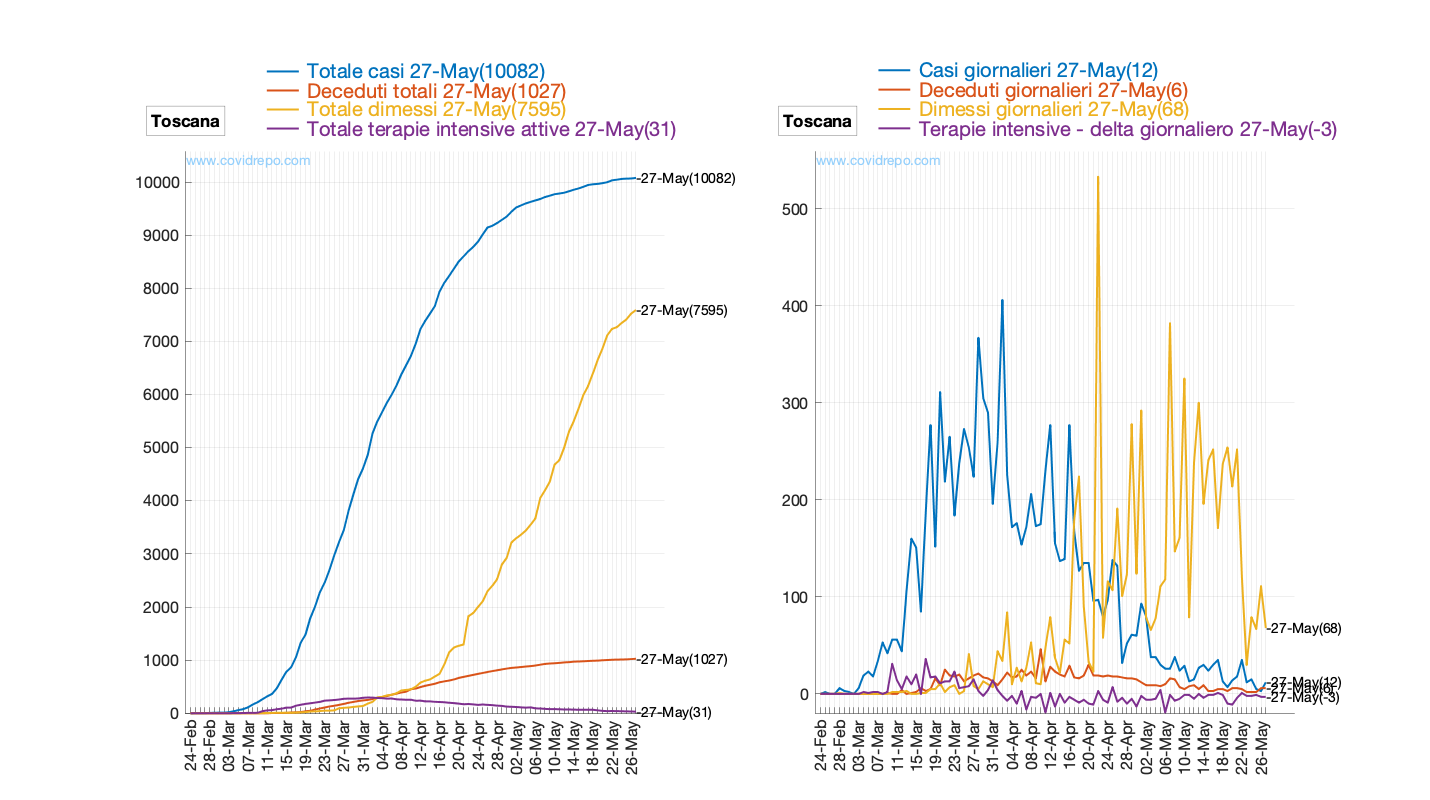 Totale casi 27-May(10082)
Deceduti totali 27-May(1027)
Totale dimessi 27-May(7595)
Totale terapie intensive attive 27-May(31)
Toscana
www.covidrepo.com
10000
9000
8000
7000
6000
5000
4000
3000
2000
1000
0
-27-May(10082)
-27-May(7595)
-27-May(1027)
-27-May(31)
24-Feb
28-Feb
03-Mar
07-Mar
11-Mar
15-Mar
19-Mar
23-Mar
27-Mar
31-Mar
04-Apr
08-Apr
12-Apr
16-Apr
20-Apr
24-Apr
28-Apr
02-May
06-May
10-May
14-May
18-May
22-May
26-May
Casi giornalieri 27-May(12)
Deceduti giornalieri 27-May(6)
Dimessi giornalieri 27-May(68)
Terapie intensive - delta giornaliero 27-May(-3)
Toscana
www.covidrepo.com
500
400
300
200
100
0
-27-May(68)
-27-May(12)
-27-May(6)
-27-May(-3)
24-Feb
28-Feb
03-Mar
07-Mar
11-Mar
15-Mar
19-Mar
23-Mar
27-Mar
31-Mar
04-Apr
08-Apr
12-Apr
16-Apr
20-Apr
24-Apr
28-Apr
02-May
06-May
10-May
14-May
18-May
22-May
26-May